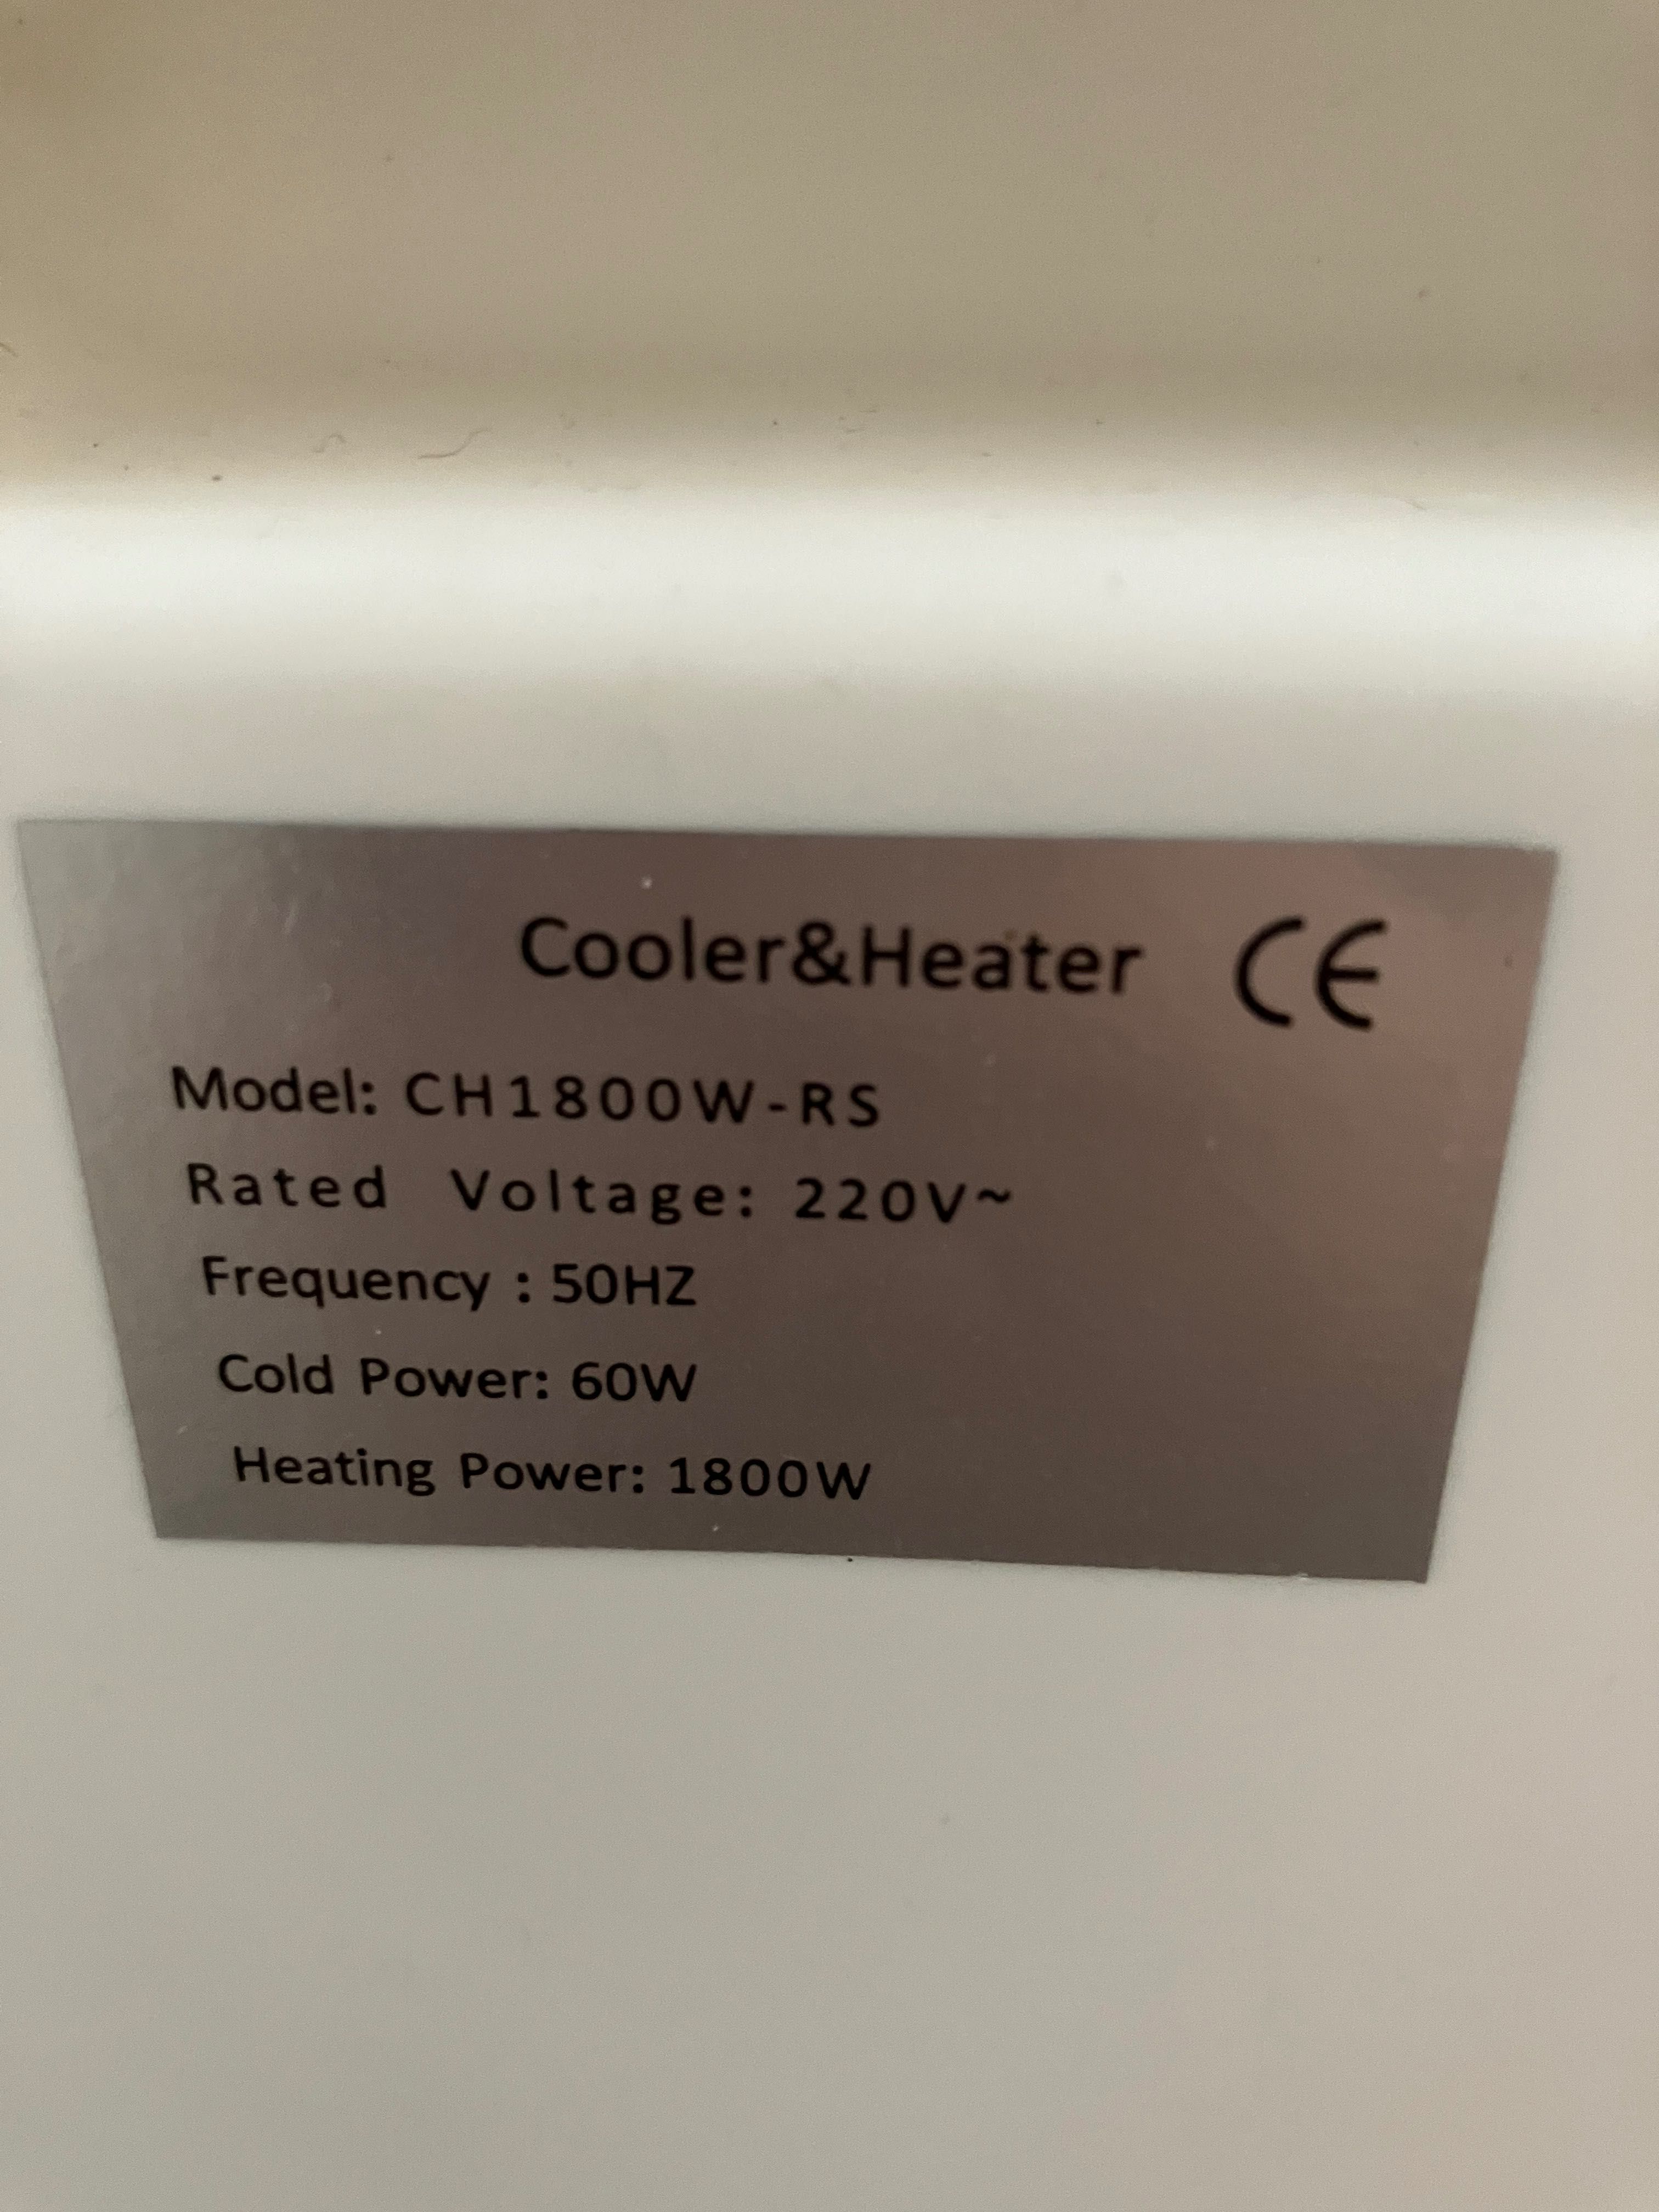 Cooler&Heater CE
Model: CH1800W-RS
Rated Voltage: 220V~
Frequency : 50HZ
Cold Power: 60W
Heating Power: 1800W